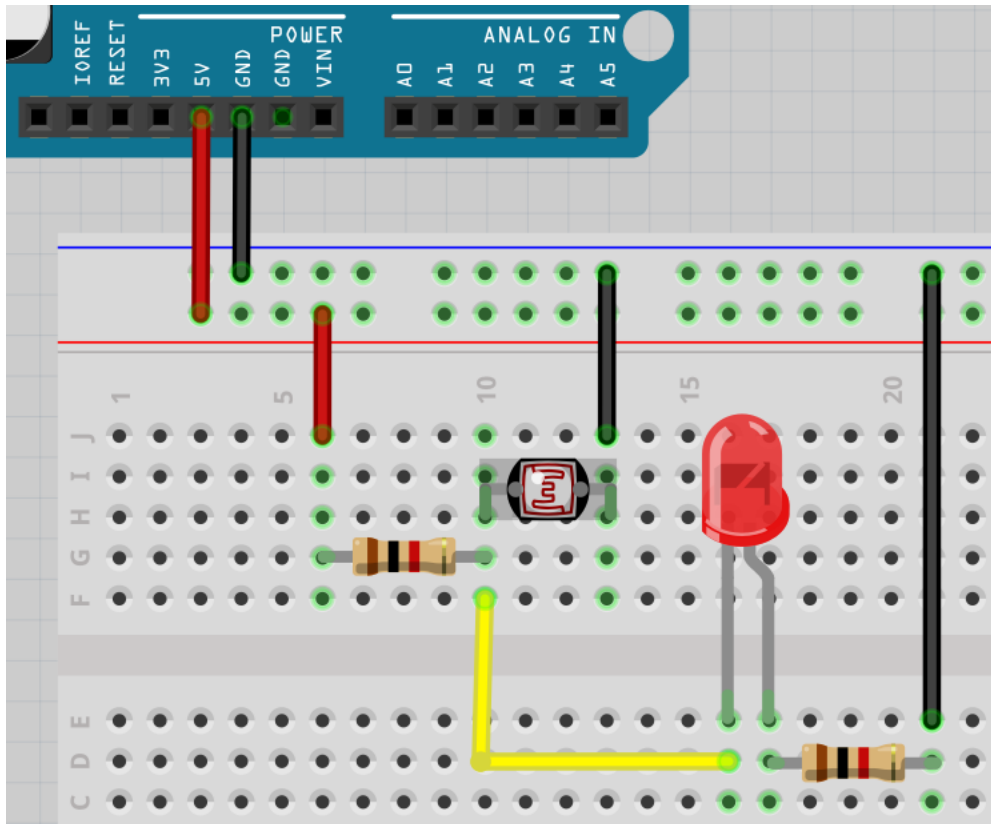 POWER
ANALOG IN
IOREF
RESET
3V3
5V
GND
GND
VIN
A0
A1
A2
A3
A4
A5
1
5
10
15
20
J
I
H
G
F
E
D
C